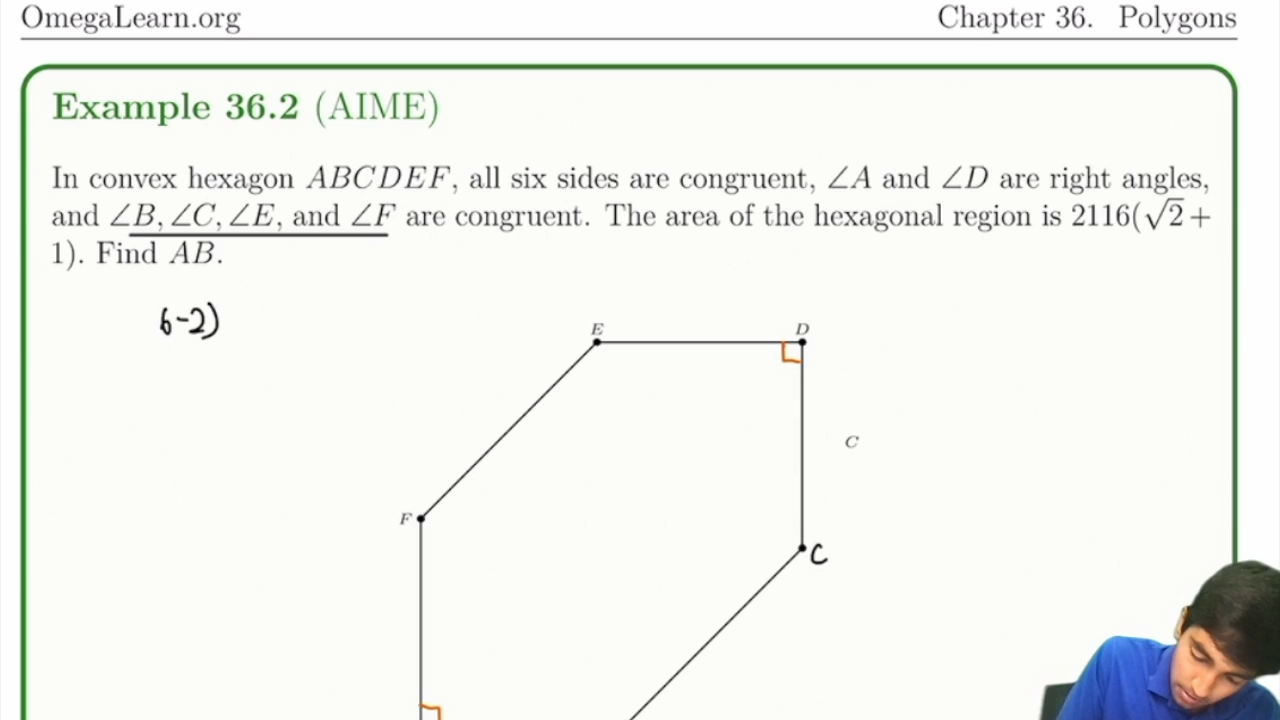 OmegaLearn.org
Chapter 36. Polygons
Example 36.2 (AIME)
In convex hexagon ABCDEF, all six sides are congruent, ∠A and ∠D are right angles,
and ∠B, ∠C, ∠E, and ∠F are congruent. The area of the hexagonal region is 2116(√2+
1). Find AB.
6-2)
E
D
C
F
C